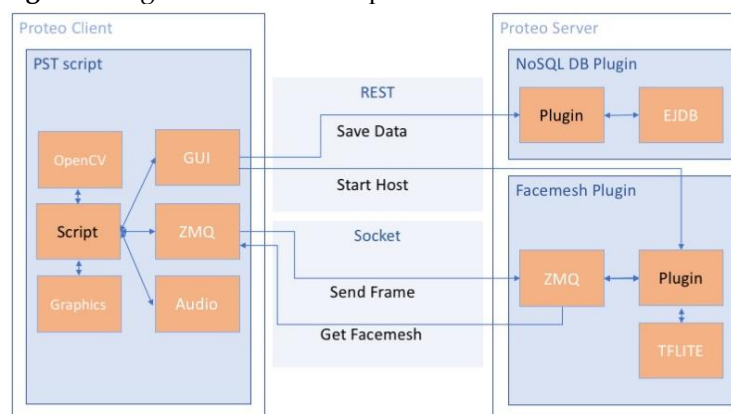 Proteo Client
PST script
OpenCV
GUI
Script
ZMQ
Graphics
Audio
REST
Save Data
Start Host
Socket
Send Frame
Get Facemesh
Proteo Server
NoSQL DB Plugin
Plugin
EJDB
Facemesh Plugin
ZMQ
Plugin
TFLITE